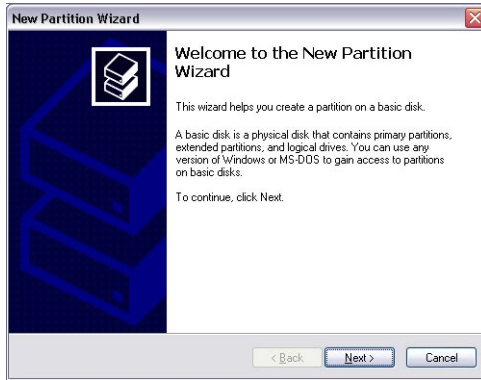 New Partition Wizard
Welcome to the New Partition
Wizard
This wizard helps you create a partition on a basic disk.
A basic disk is a physical disk that contains primary partitions,
extended partitions, and logical drives. You can use any
version of Windows or MS-DOS to gain access to partitions
on basic disks.
To continue, click Next.
< Back Next > Cancel